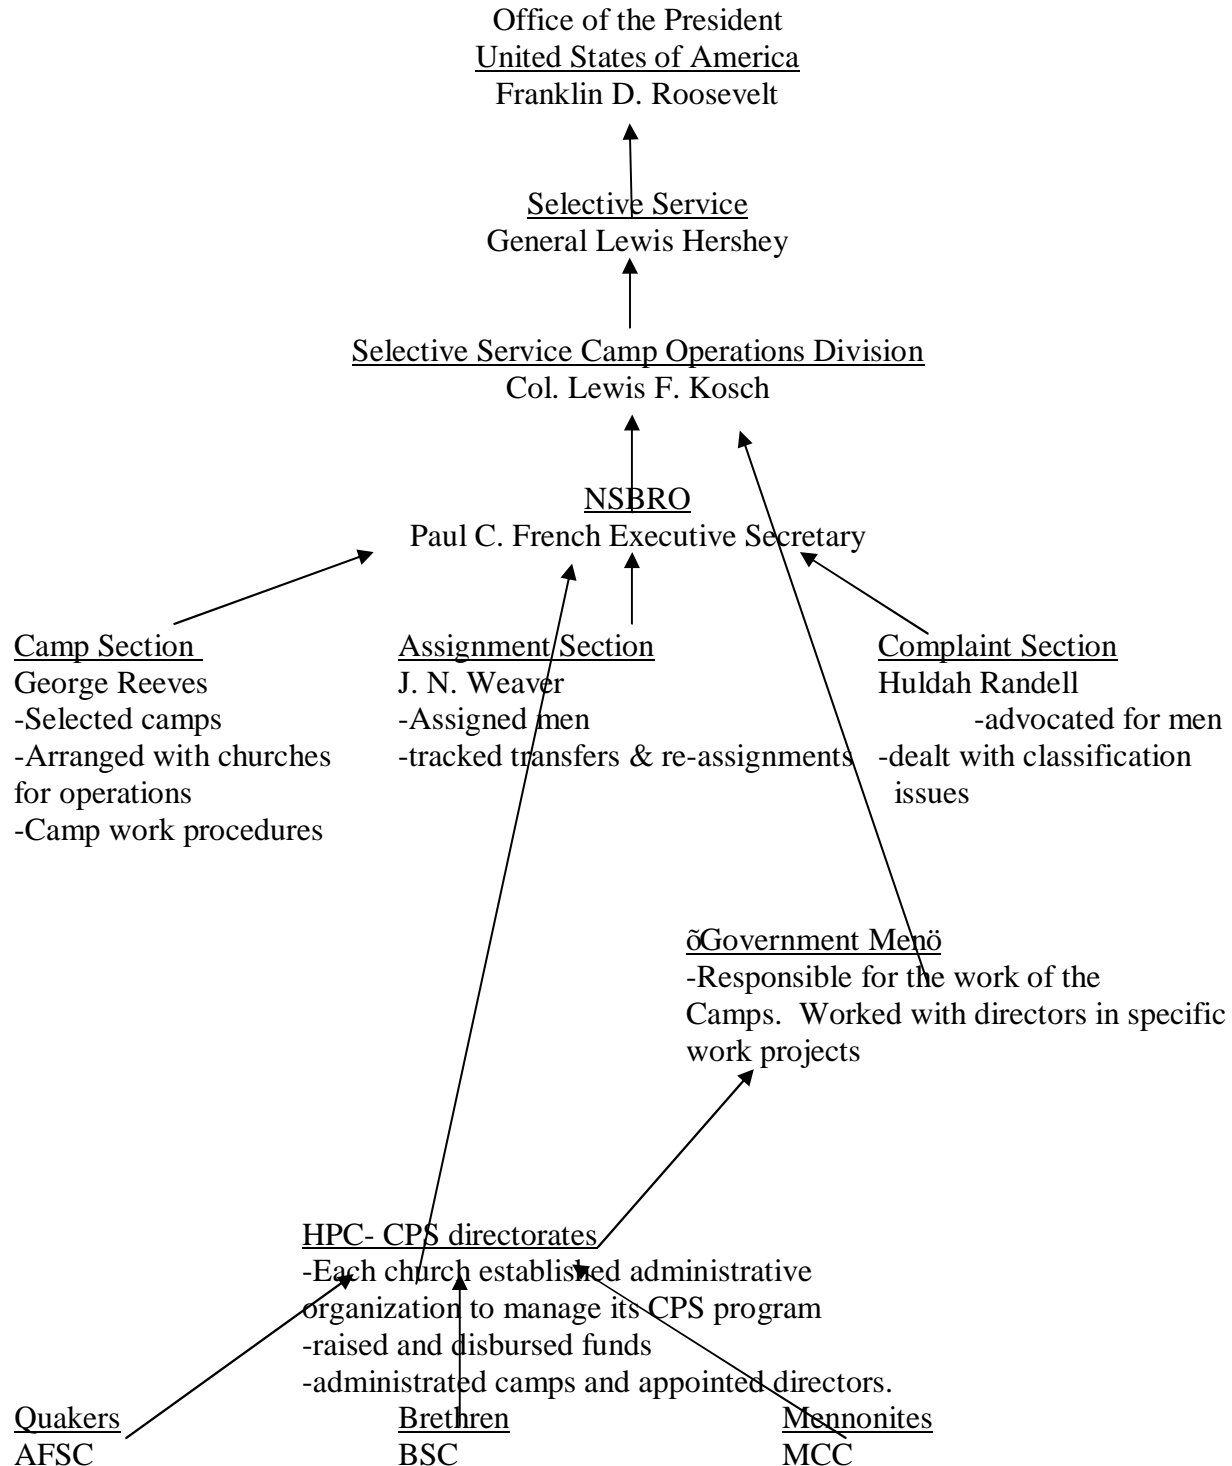 Office of the President
United States of America
Franklin D. Roosevelt
Selective Service
General Lewis Hershey
Selective Service Camp Operations Division
Col. Lewis F. Kosch
NSBRO
Paul C. French Executive Secretary
Camp Section
George Reeves
-Selected camps
-Arranged with churches
for operations
-Camp work procedures
Assignment Section
J. N. Weaver
-Assigned men
-tracked transfers & re-assignments
Complaint Section
Huldah Randell
-advocated for men
-dealt with classification
issues
õGovernment Menö
-Responsible for the work of the
Camps.  Worked with directors in specific
work projects
HPC- CPS directorates
-Each church established administrative
organization to manage its CPS program
-raised and disbursed funds
-administrated camps and appointed directors.
Quakers
AFSC
Brethren
BSC
Mennonites
MCC